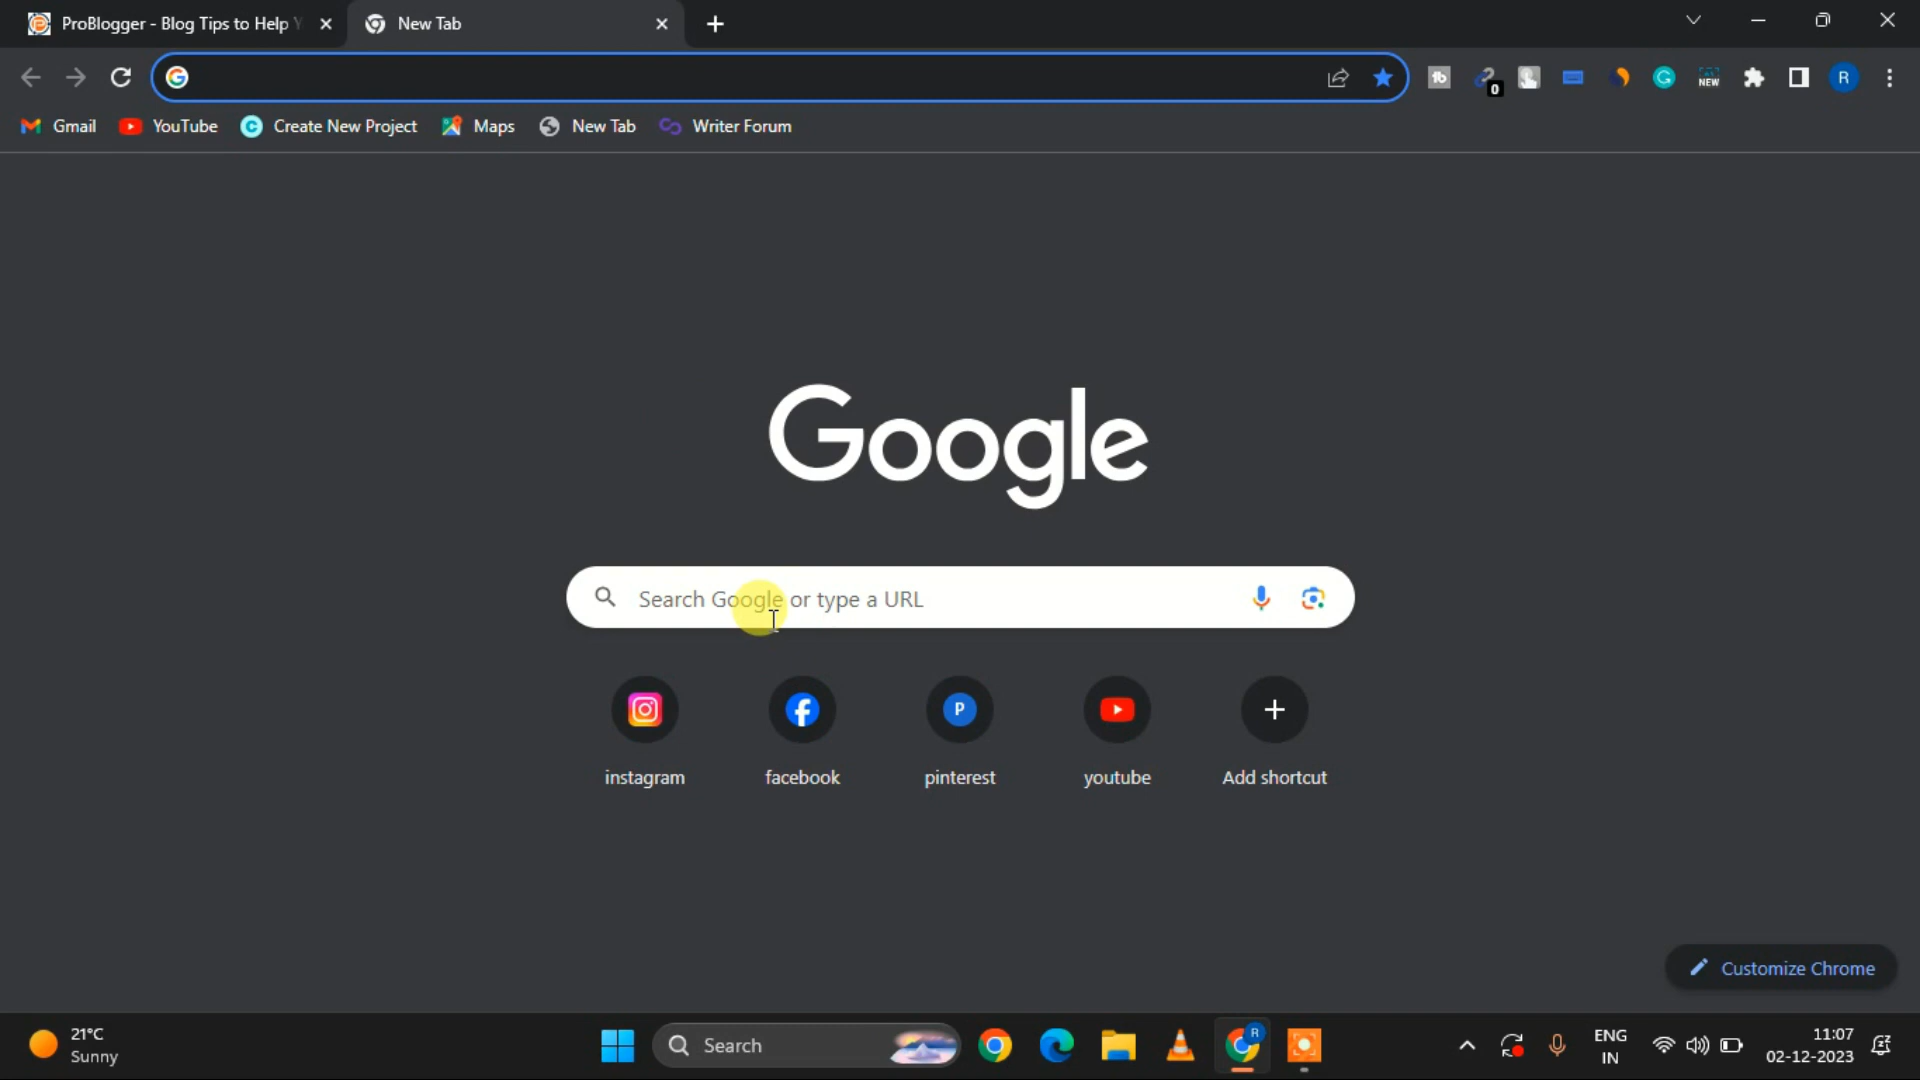 ProBlogger - Blog Tips to Help
New Tab
Gmail
YouTube
Create New Project
Maps
New Tab
Writer Forum
NEW
0
R
Google
Search Google or type a URL
P
instagram
facebook
pinterest
youtube
Add shortcut
Customize Chrome
21°C
Sunny
Search
R
ENG
IN
11:07
02-12-2023